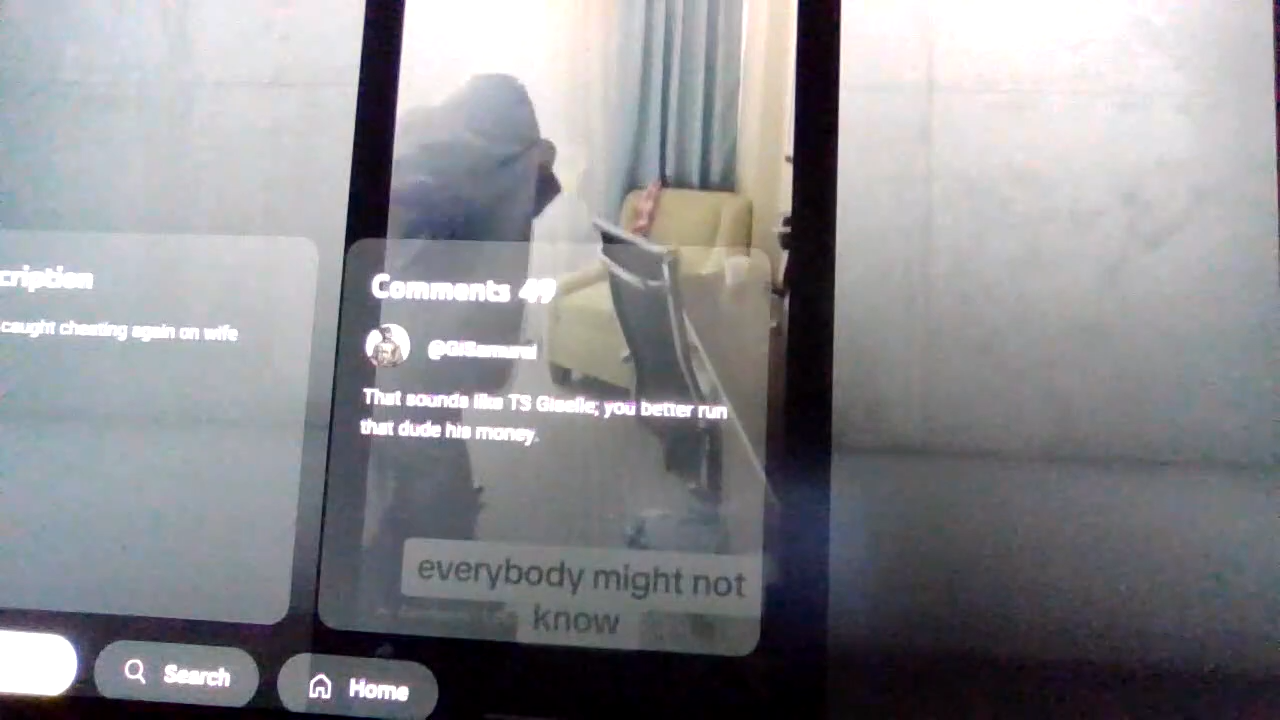 cription
caught cheating again on wife
Comments 49
@GISamurai
That sounds like TS Giselle; you better run
that dude his money.
everybody might not
know
Search
Home